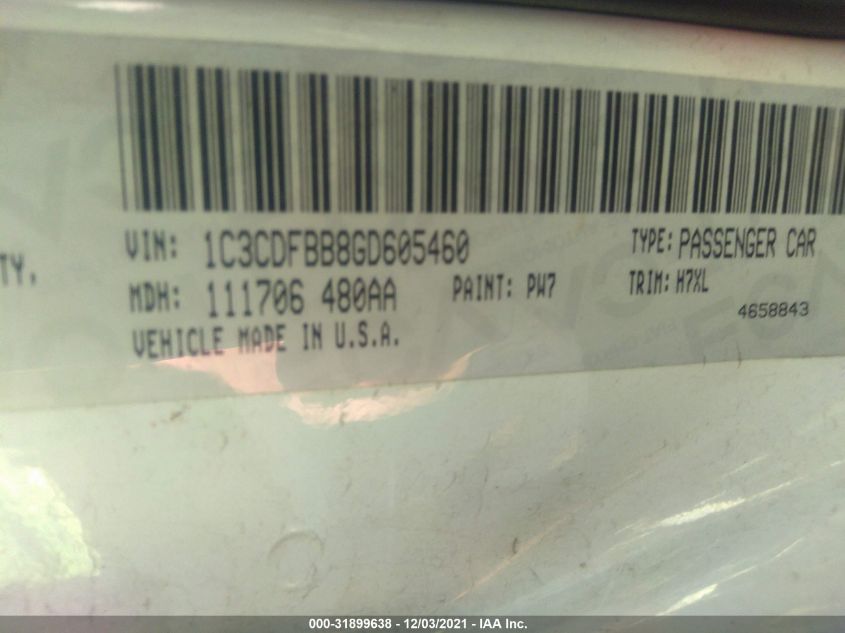 VIN: 1C3CDFBB8GD605460 TYPE: PASSENGER CAR
TY,
MDH: 111706 480AA PAINT: PW7 TRIM: H7XL
4658843
VEHICLE MADE IN U.S.A.
000-31899638 - 12/03/2021 - IAA Inc.